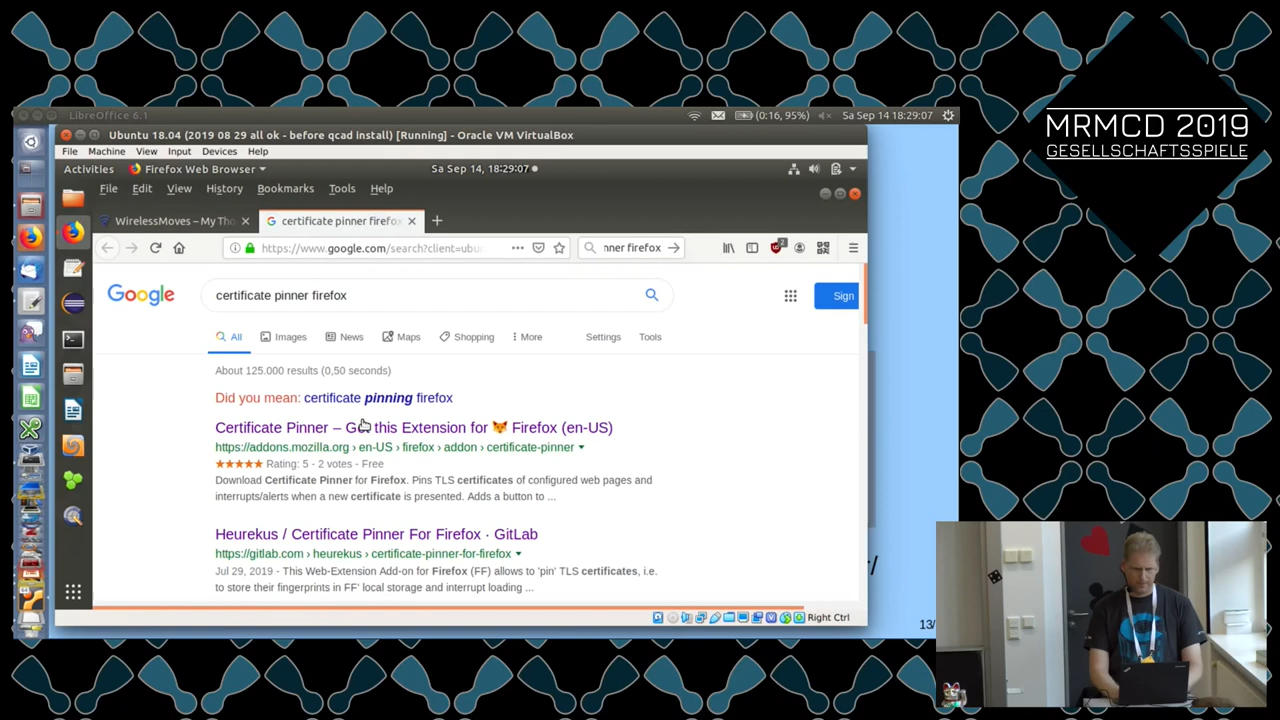 MRMCD 2019
GESELLSCHAFTSSPIELE
LibreOffice 6.1
(0:16, 95%)
Sa Sep 14 18:29:07
Ubuntu 18.04 (2019 08 29 all ok - before qcad install) [Running] - Oracle VM VirtualBox
File Machine View Input Devices Help
Activities
Firefox Web Browser
Sa Sep 14, 18:29:07
File Edit View History Bookmarks Tools Help
WirelessMoves – My Tho
certificate pinner firefox
https://www.google.com/search?client=ubu
nner firefox
2
Google
certificate pinner firefox
Sign
All Images News Maps Shopping More Settings Tools
About 125.000 results (0,50 seconds)
Did you mean: certificate pinning firefox
Certificate Pinner – Get this Extension for 🦊 Firefox (en-US)
https://addons.mozilla.org › en-US › firefox › addon › certificate-pinner
Rating: 5 - 2 votes - Free
Download Certificate Pinner for Firefox. Pins TLS certificates of configured web pages and
interrupts/alerts when a new certificate is presented. Adds a button to ...
Heurekus / Certificate Pinner For Firefox · GitLab
https://gitlab.com › heurekus › certificate-pinner-for-firefox
Jul 29, 2019 - This Web-Extension Add-on for Firefox (FF) allows to 'pin' TLS certificates, i.e.
to store their fingerprints in FF' local storage and interrupt loading ...
r/
Right Ctrl
13/